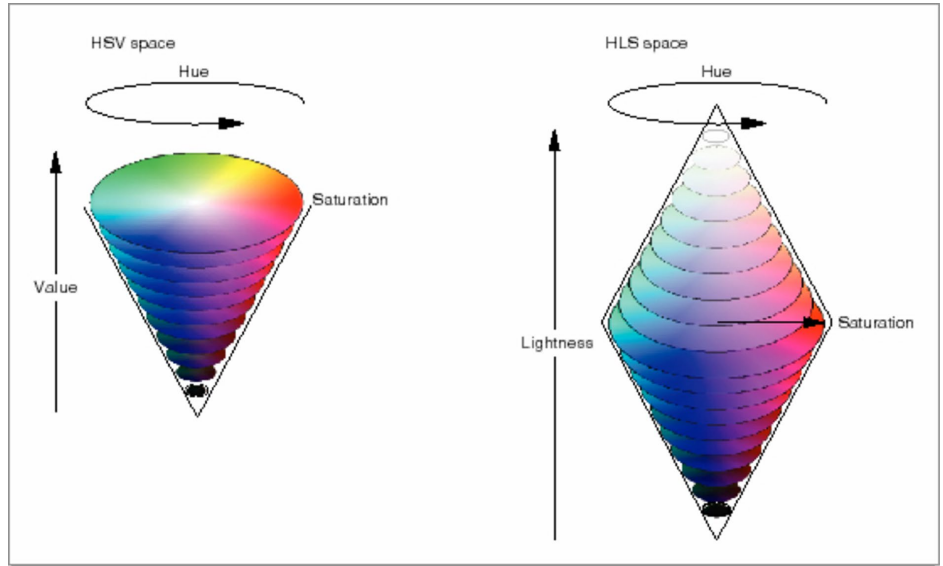 HSV space
Hue
Saturation
Value
HLS space
Hue
Saturation
Lightness